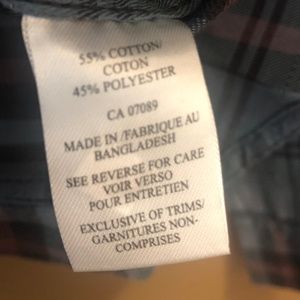 55% COTTON/
COTON
45% POLYESTER
CA 07089
MADE IN /FABRIQUE AU
BANGLADESH
SEE REVERSE FOR CARE
VOIR VERSO
POUR ENTRETIEN
EXCLUSIVE OF TRIMS/
GARNITURES NON-
COMPRISES